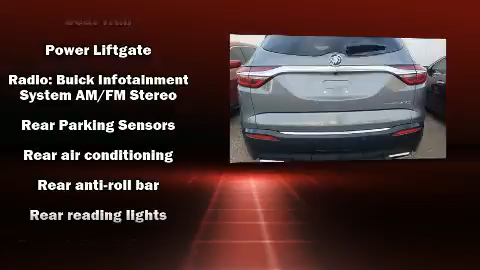 Power Liftgate
Radio: Buick Infotainment
System AM/FM Stereo
Rear Parking Sensors
Rear air conditioning
Rear anti-roll bar
Rear reading lights